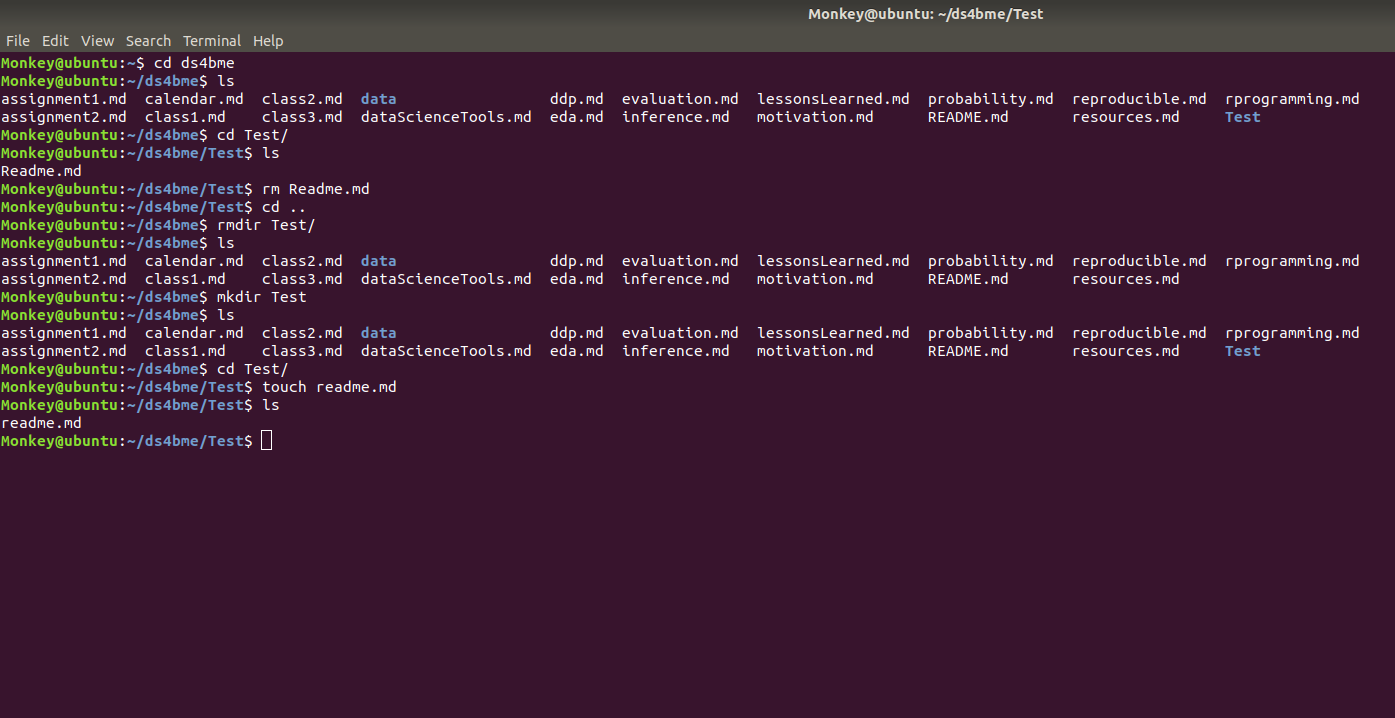 Monkey@ubuntu: ~/ds4bme/Test
File Edit View Search Terminal Help
Monkey@ubuntu:~$ cd ds4bme
Monkey@ubuntu:~/ds4bme$ ls
assignment1.md calendar.md class2.md data ddp.md evaluation.md lessonsLearned.md probability.md reproducible.md rprogramming.md
assignment2.md class1.md class3.md dataScienceTools.md eda.md inference.md motivation.md README.md resources.md Test
Monkey@ubuntu:~/ds4bme$ cd Test/
Monkey@ubuntu:~/ds4bme/Test$ ls
Readme.md
Monkey@ubuntu:~/ds4bme/Test$ rm Readme.md
Monkey@ubuntu:~/ds4bme/Test$ cd ..
Monkey@ubuntu:~/ds4bme$ rmdir Test/
Monkey@ubuntu:~/ds4bme$ ls
assignment1.md calendar.md class2.md data ddp.md evaluation.md lessonsLearned.md probability.md reproducible.md rprogramming.md
assignment2.md class1.md class3.md dataScienceTools.md eda.md inference.md motivation.md README.md resources.md
Monkey@ubuntu:~/ds4bme$ mkdir Test
Monkey@ubuntu:~/ds4bme$ ls
assignment1.md calendar.md class2.md data ddp.md evaluation.md lessonsLearned.md probability.md reproducible.md rprogramming.md
assignment2.md class1.md class3.md dataScienceTools.md eda.md inference.md motivation.md README.md resources.md Test
Monkey@ubuntu:~/ds4bme$ cd Test/
Monkey@ubuntu:~/ds4bme/Test$ touch readme.md
Monkey@ubuntu:~/ds4bme/Test$ ls
readme.md
Monkey@ubuntu:~/ds4bme/Test$